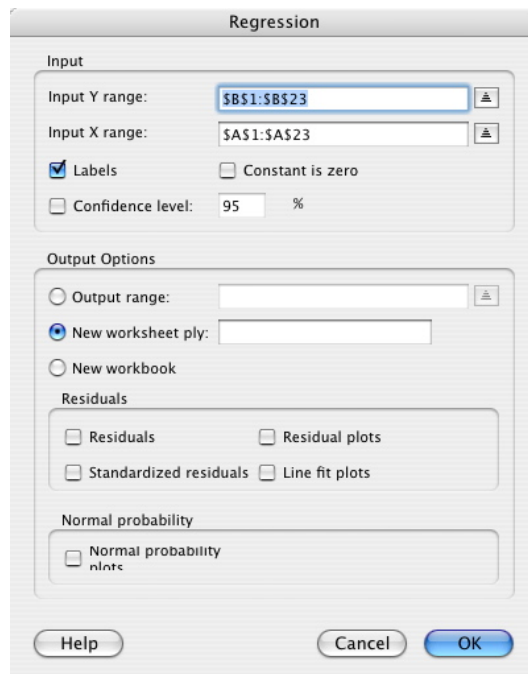 Regression
Input
Input Y range: $B$1:$B$23
Input X range: $A$1:$A$23
Labels Constant is zero
Confidence level: 95 %
Output Options
Output range:
New worksheet ply:
New workbook
Residuals
Residuals Residual plots
Standardized residuals Line fit plots
Normal probability
Normal probability
plots
Help Cancel OK